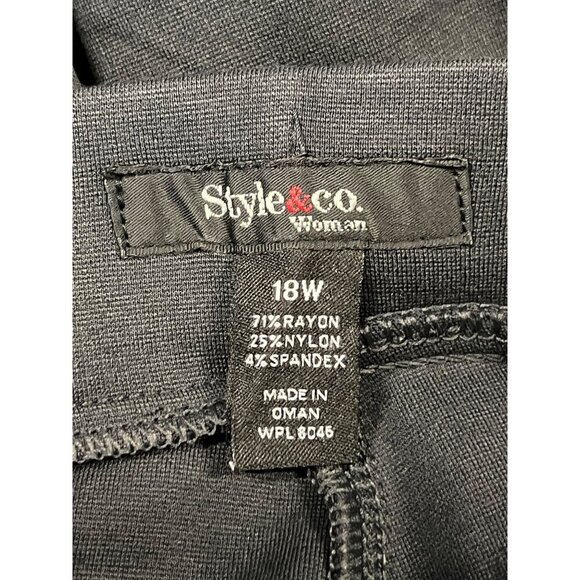 Style&co.
Woman
18W
71%RAYON
25%NYLON
4%SPANDEX
MADE IN
OMAN
WPL 8046